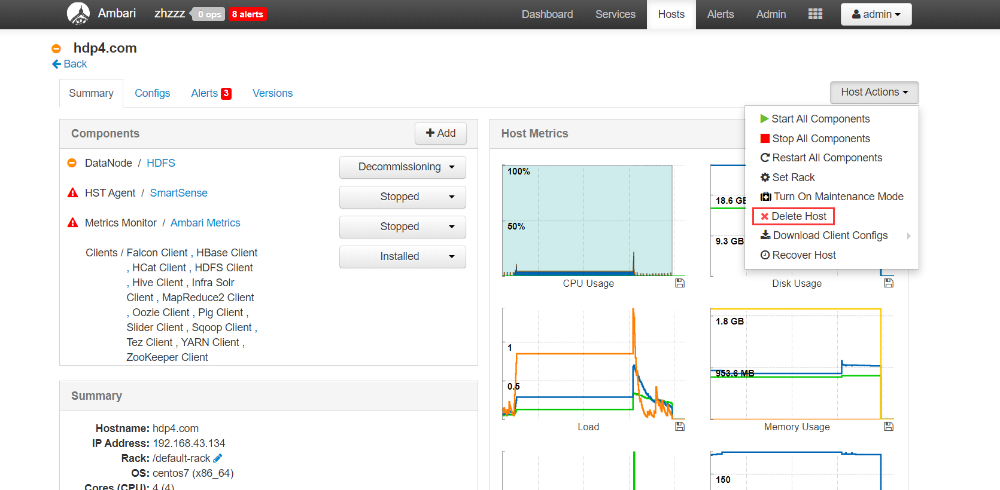 Ambari zhzzz 0 ops 8 alerts Dashboard Services Hosts Alerts Admin admin
hdp4.com
Back
Summary Configs Alerts 3 Versions
Host Actions
Start All Components
Stop All Components
Restart All Components
Set Rack
Turn On Maintenance Mode
Delete Host
Download Client Configs
Recover Host
Components
Add
DataNode / HDFS
Decommissioning
HST Agent / SmartSense
Stopped
Metrics Monitor / Ambari Metrics
Stopped
Clients / Falcon Client , HBase Client
Installed
, HCat Client , HDFS Client
, Hive Client , Infra Solr
Client , MapReduce2 Client
, Oozie Client , Pig Client ,
Slider Client , Sqoop Client ,
Tez Client , YARN Client ,
ZooKeeper Client
Summary
Hostname: hdp4.com
IP Address: 192.168.43.134
Rack: /default-rack
OS: centos7 (x86_64)
Cores (CPU): 4 (4)
Host Metrics
100%
50%
CPU Usage
18.6 GB
9.3 GB
Disk Usage
1
0.5
Load
1.8 GB
953.6 MB
Memory Usage
150